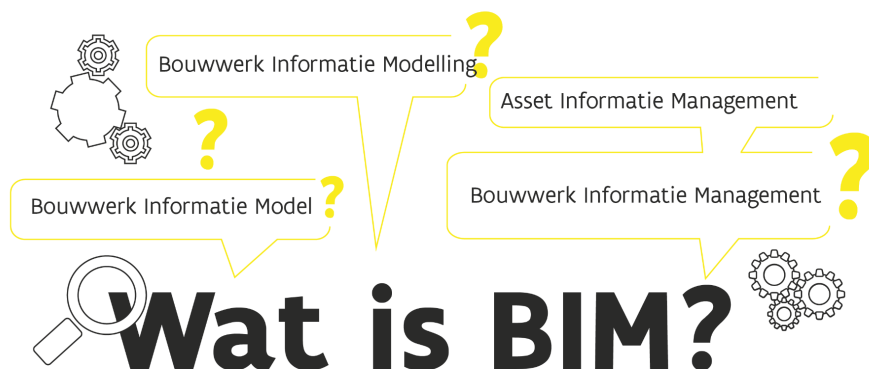 Bouwwerk Informatie Modelling
?
Asset Informatie Management
?
Bouwwerk Informatie Model
?
Bouwwerk Informatie Management
?
Wat is BIM?